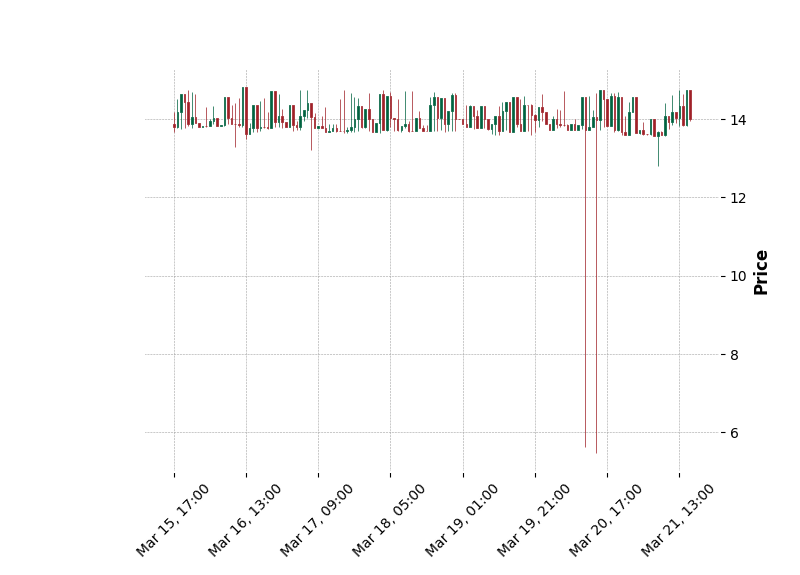 14
12
10
8
6
Price
Mar 15, 17:00
Mar 16, 13:00
Mar 17, 09:00
Mar 18, 05:00
Mar 19, 01:00
Mar 19, 21:00
Mar 20, 17:00
Mar 21, 13:00